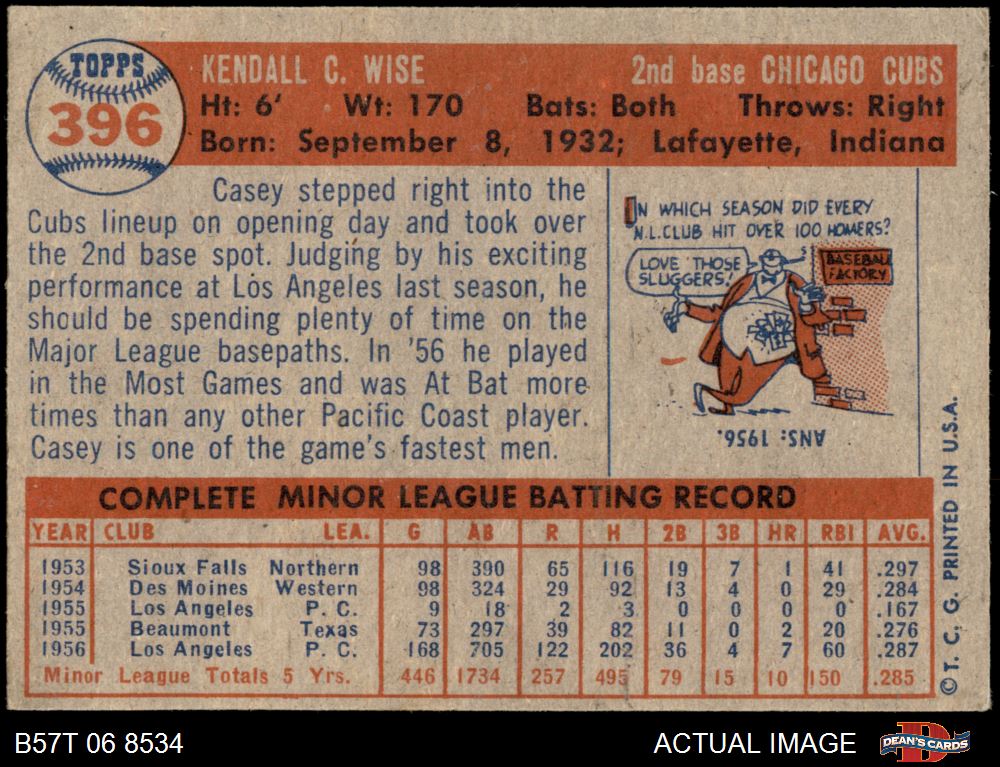 TOPPS
396
KENDALL C. WISE 2nd base CHICAGO CUBS
Ht: 6' Wt: 170 Bats: Both Throws: Right
Born: September 8, 1932; Lafayette, Indiana
Casey stepped right into the
Cubs lineup on opening day and took over
the 2nd base spot. Judging by his exciting
performance at Los Angeles last season, he
should be spending plenty of time on the
Major League basepaths. In '56 he played
in the Most Games and was At Bat more
times than any other Pacific Coast player.
Casey is one of the game's fastest men.
IN WHICH SEASON DID EVERY
N.L. CLUB HIT OVER 100 HOMERS?
LOVE THOSE
SLUGGERS!
BASEBALL
FACTORY
ANS: 1956.
COMPLETE MINOR LEAGUE BATTING RECORD
YEAR CLUB LEA. G AB R H 2B 3B HR RBI AVG.
1953 Sioux Falls Northern 98 390 65 116 19 7 1 41 .297
1954 Des Moines Western 98 324 29 92 13 4 0 29 .284
1955 Los Angeles P. C. 9 18 2 3 0 0 0 0 .167
1955 Beaumont Texas 73 297 39 82 11 0 2 20 .276
1956 Los Angeles P. C. 168 705 122 202 36 4 7 60 .287
Minor League Totals 5 Yrs. 446 1734 257 495 79 15 10 150 .285
© T. C. G. PRINTED IN U.S.A.
B57T 06 8534 ACTUAL IMAGE
DEAN'S CARDS